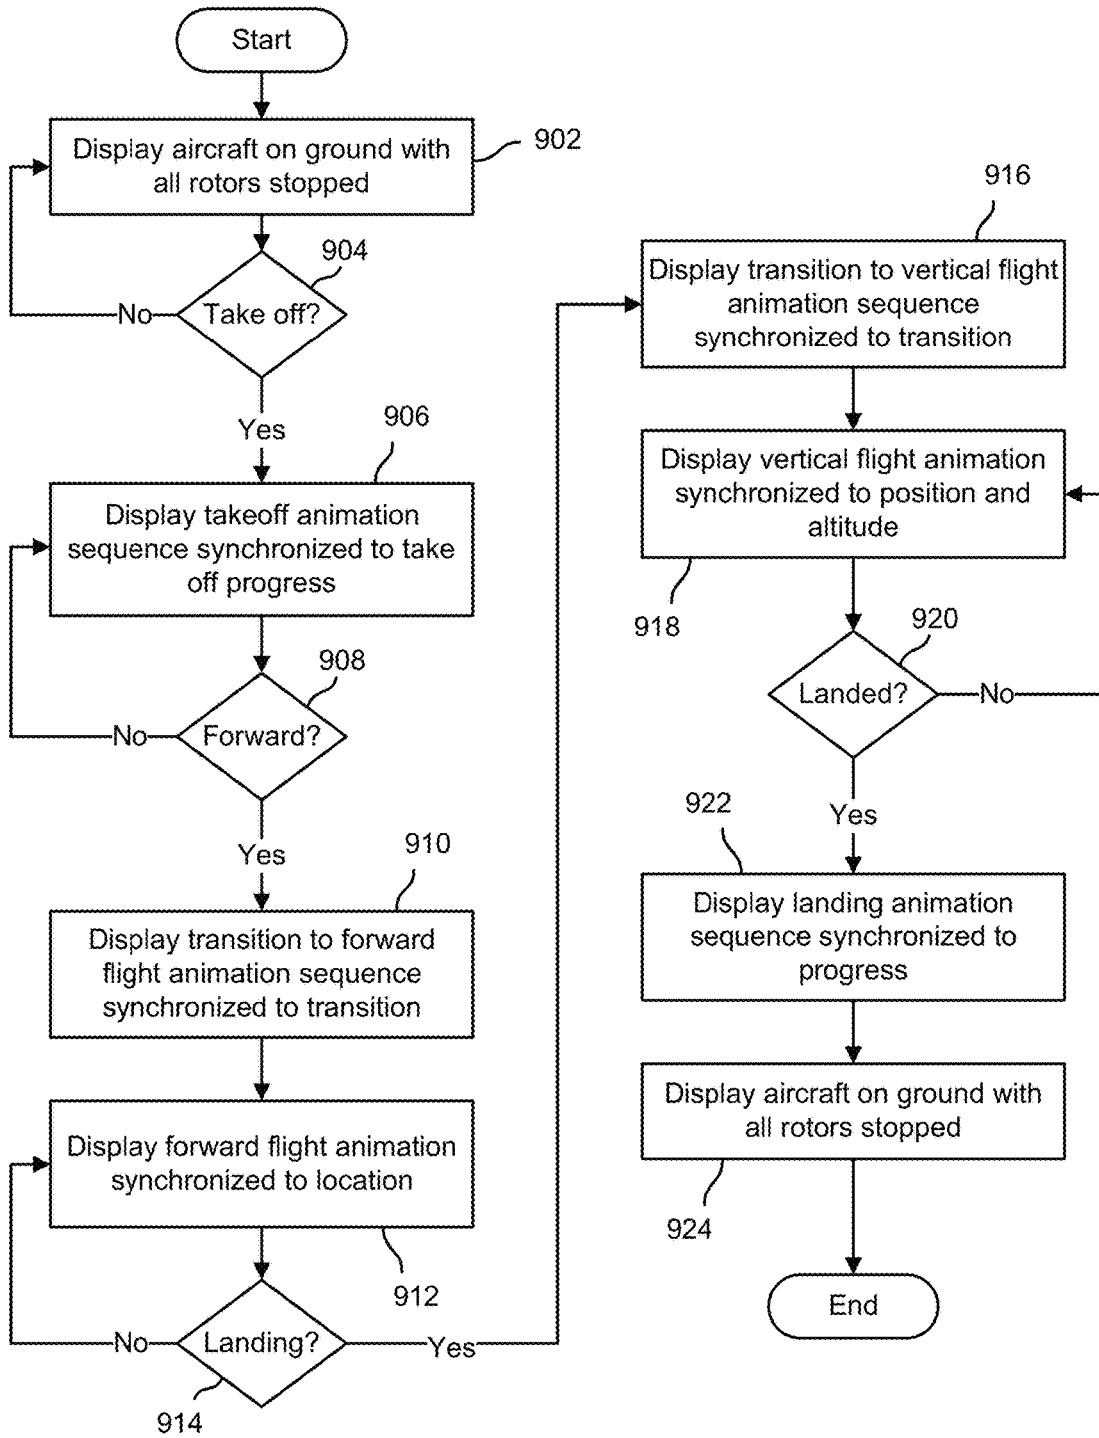 Start
Display aircraft on ground with
all rotors stopped
902
904
Take off?
No
Yes
906
Display takeoff animation
sequence synchronized to take
off progress
908
Forward?
No
Yes
910
Display transition to forward
flight animation sequence
synchronized to transition
Display forward flight animation
synchronized to location
912
Landing?
No
Yes
914
916
Display transition to vertical flight
animation sequence
synchronized to transition
Display vertical flight animation
synchronized to position and
altitude
918
920
Landed?
No
Yes
922
Display landing animation
sequence synchronized to
progress
Display aircraft on ground with
all rotors stopped
924
End